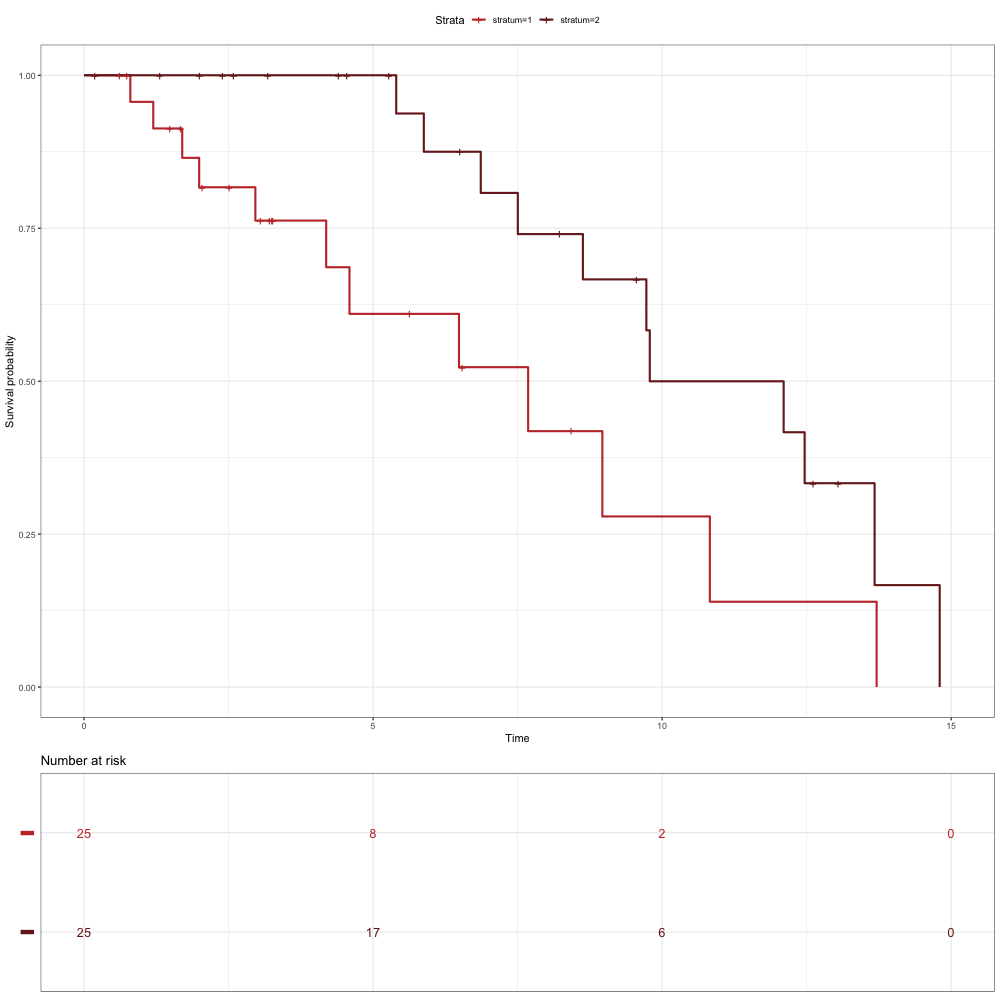 Strata stratum=1 stratum=2
Survival probability
1.00
0.75
0.50
0.25
0.00
0 5 10 15
Time
Number at risk
25 8 2 0
25 17 6 0